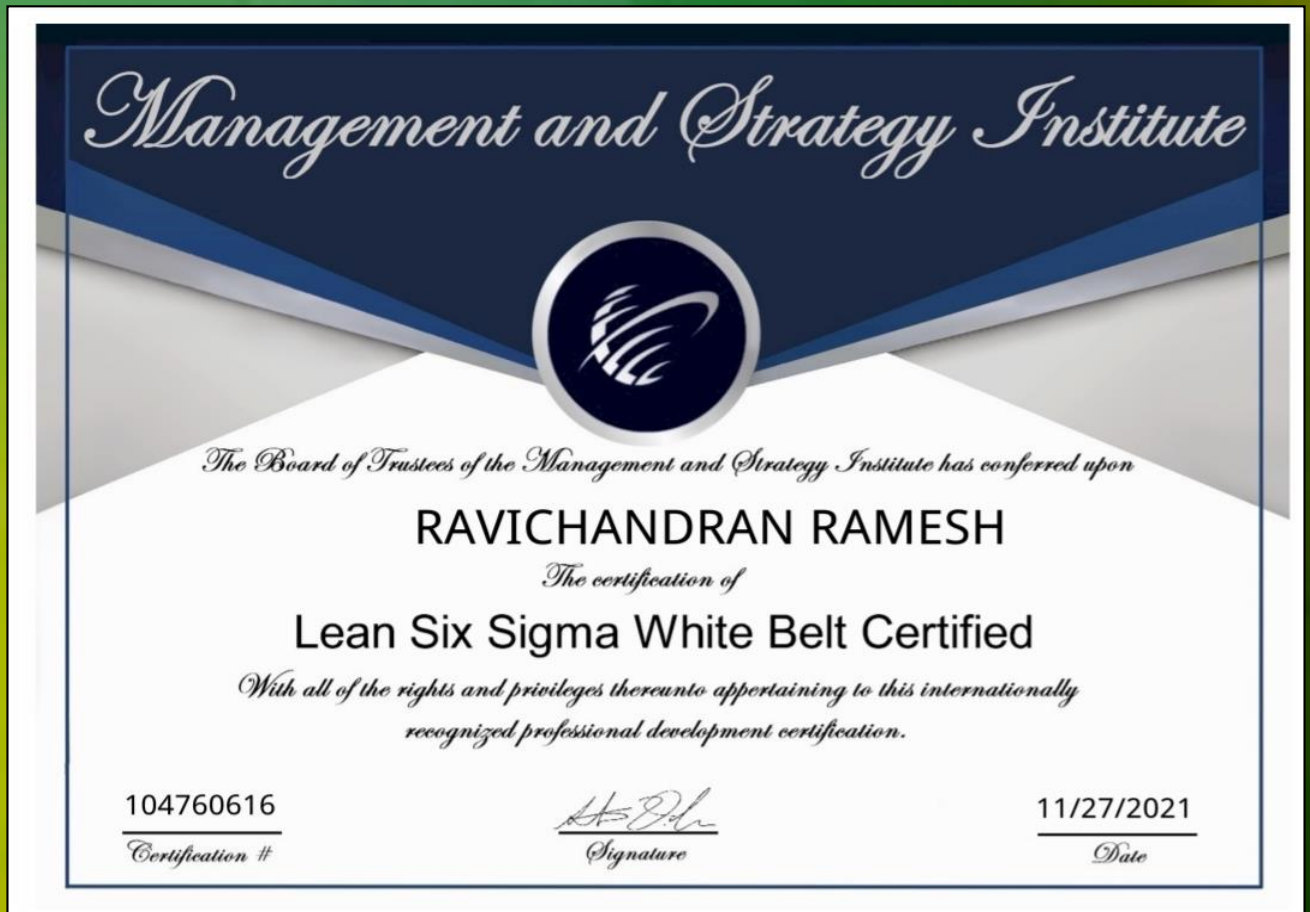 Management and Strategy Institute
The Board of Trustees of the Management and Strategy Institute has conferred upon
RAVICHANDRAN RAMESH
The certification of
Lean Six Sigma White Belt Certified
With all of the rights and privileges thereunto appertaining to this internationally
recognized professional development certification.
104760616
Certification #
Signature
11/27/2021
Date